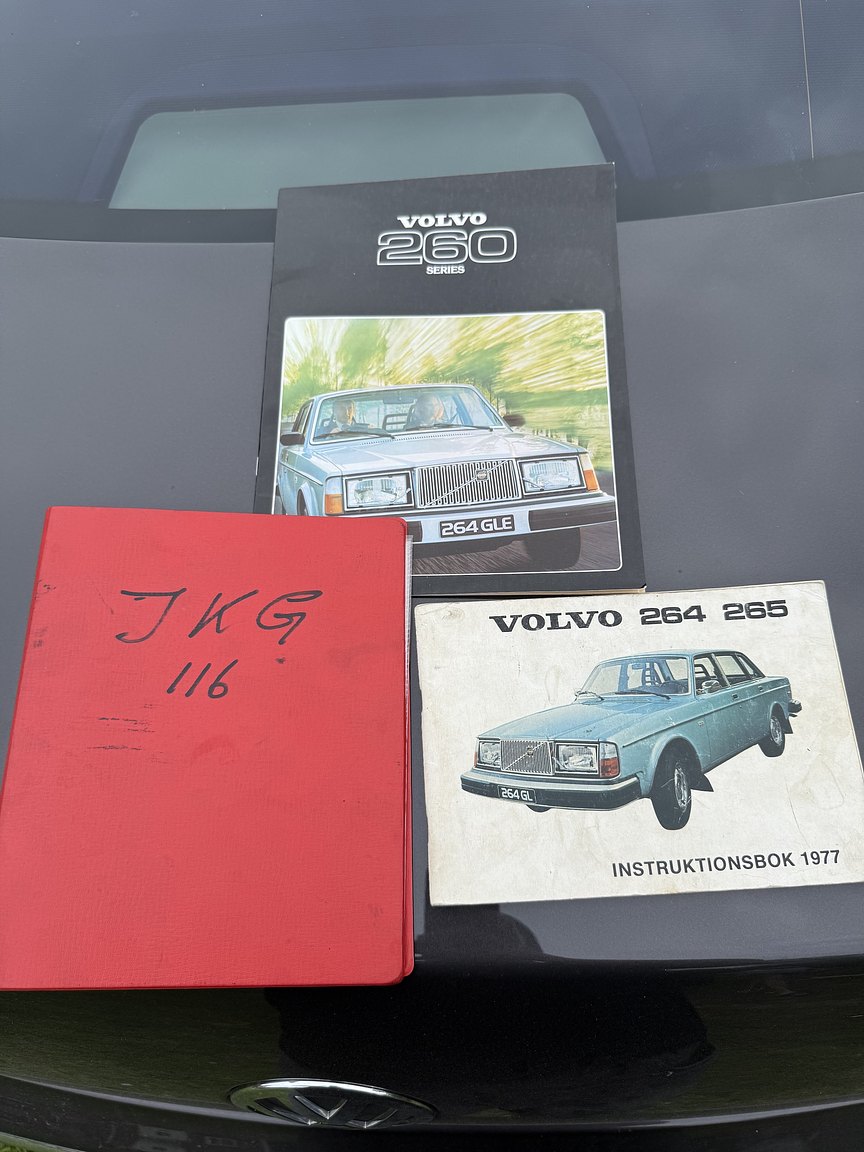 VOLVO
260
SERIES
264 GLE
JKG
116
VOLVO 264 265
264 GL
INSTRUKTIONSBOK 1977